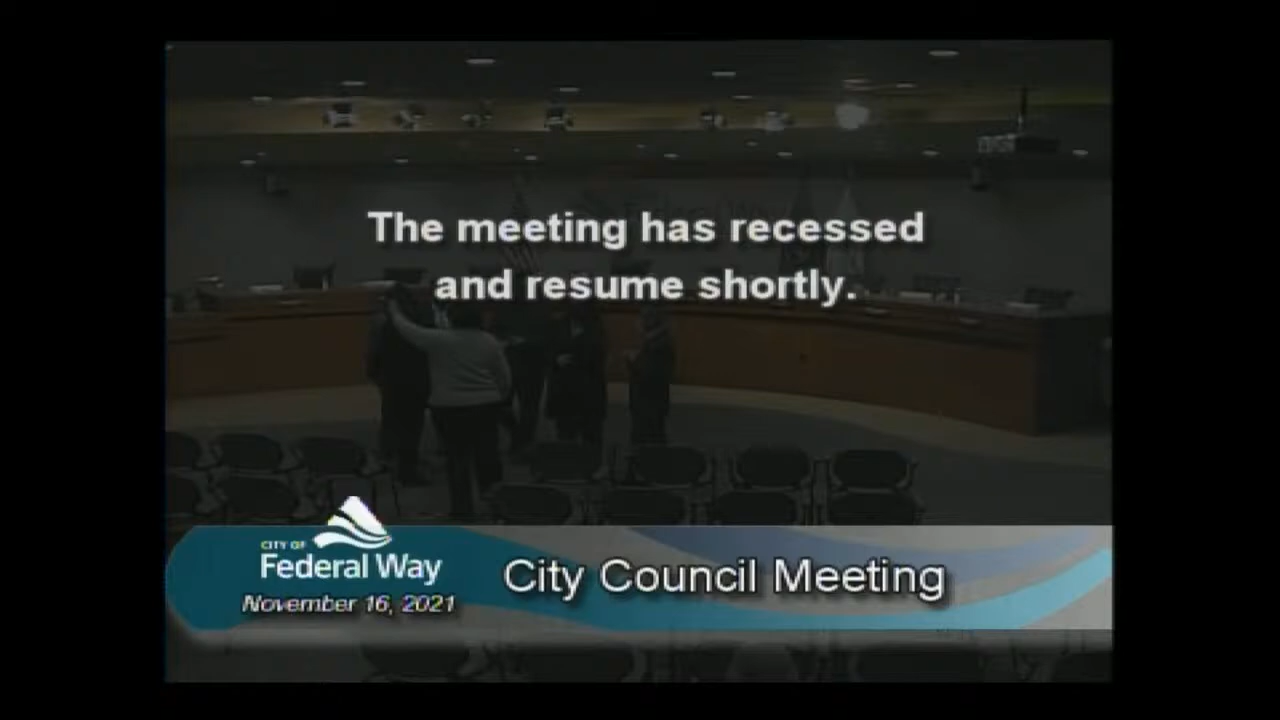 The meeting has recessed
and resume shortly.
CITY OF
Federal Way
November 16, 2021
City Council Meeting